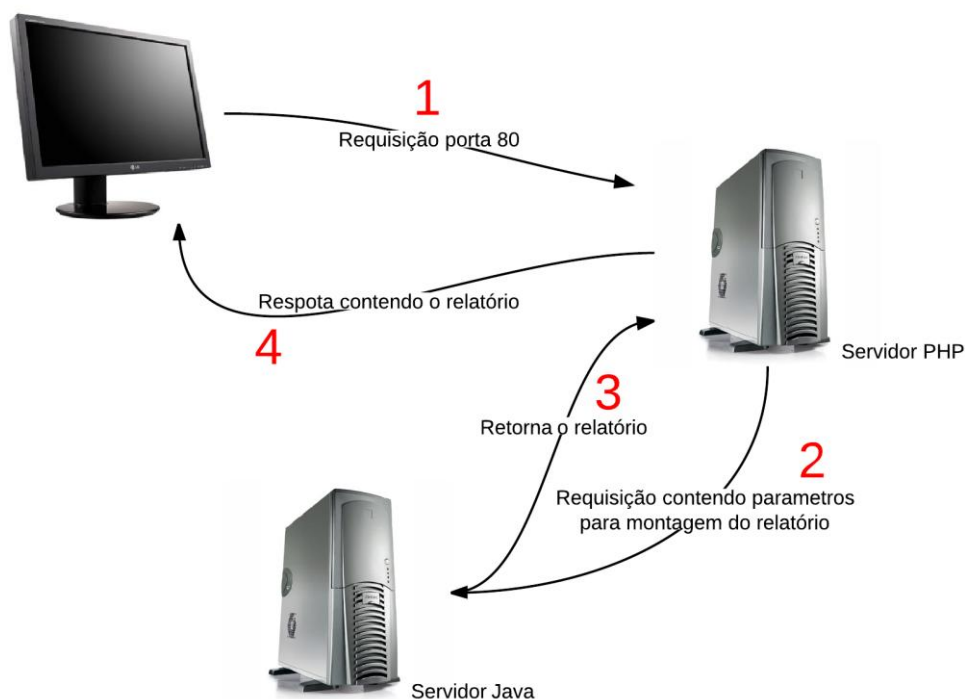 1
Requisição porta 80
Respota contendo o relatório
4
Servidor PHP
3
Retorna o relatório
2
Requisição contendo parametros
para montagem do relatório
Servidor Java